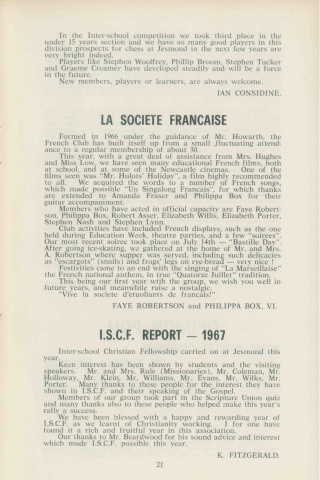 In the Inter-school competition we took third place in the
under 15 years section and we have so many good players in this
division prospects for chess at Jesmond in the next few years are
very bright indeed.
Players like Stephen Woolfrey, Phillip Broom, Stephen Tucker
and Graeme Creamer have developed steadily and will be a force
in the future.
New members, players or learners, are always welcome.
IAN CONSIDINE.
LA SOCIETE FRANCAISE
Formed in 1966 under the guidance of Mr. Howarth, the
French Club has built itself up from a small ,fluctuating attend-
ance to a regular membership of about 30.
This year, with a great deal of assistance from Mrs. Hughes
and Miss Low, we have seen many educational French films, both
at school, and at some of the Newcastle cinemas. One of the
films seen was "Mr. Hulots' Holiday", a film highly recommended
to all. We acquired the words to a number of French songs,
which made possible "Un Singalong Francais", for which thanks
are extended to Amanda Fraser and Philippa Box for their
guitar accompaniment.
Members who have acted in official capacity are Faye Robert-
son, Philippa Box, Robert Asser, Elizabeth Willis, Elizabeth Porter,
Stephen Nash and Stephen Lynn.
Club activities have included French displays, such as the one
held during Education Week, theatre parties, and a few "soirees".
Our most recent soiree took place on July 14th — "Bastille Day".
After going ice-skating, we gathered at the home of Mr. and Mrs.
A. Robertson where supper was served, including such delicacies
as "escargots" (snails) and frogs' legs on rye-bread — very nice !
Festivities came to an end with the singing of "La Marseillaise"
the French national anthem, in true "Quatorze Juillet" tradition.
This being our first year with the group, we wish you well in
future years, and meanwhile raise a nostalgic.
"Vive la societe d'etudiants de francais!"
FAYE ROBERTSON and PHILIPPA BOX, VI.
I.S.C.F. REPORT — 1967
Inter-school Christian Fellowship carried on at Jesmond this
year.
Keen interest has been shown by students and the visiting
speakers. Mr. and Mrs. Rule (Missionaries), Mr. Coleman, Mr.
Holloway, Mr. Klein, Mr. Williams, Mr. Evans, Mr. Wilks, Mr.
Porter. Many thanks to these people for the interest they have
shown in I.S.C.F. and their speaking of the Gospel.
Members of our group took part in the Scripture Union quiz
and many thanks also to these people who helped make this year's
rally a success.
We have been blessed with a happy and rewarding year of
I.S.C.F. as we learnt of Christianity working. I for one have
found it a rich and fruitful year in this association.
Our thanks to Mr. Beardwood for his sound advice and interest
which made I.S.C.F. possible this year.
K. FITZGERALD.
21